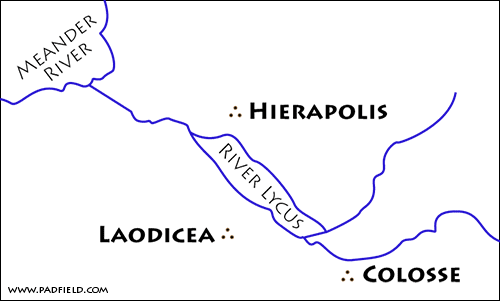 MEANDER
RIVER
HIERAPOLIS
RIVER LYCUS
LAODICEA
COLOSSE
WWW.PADFIELD.COM